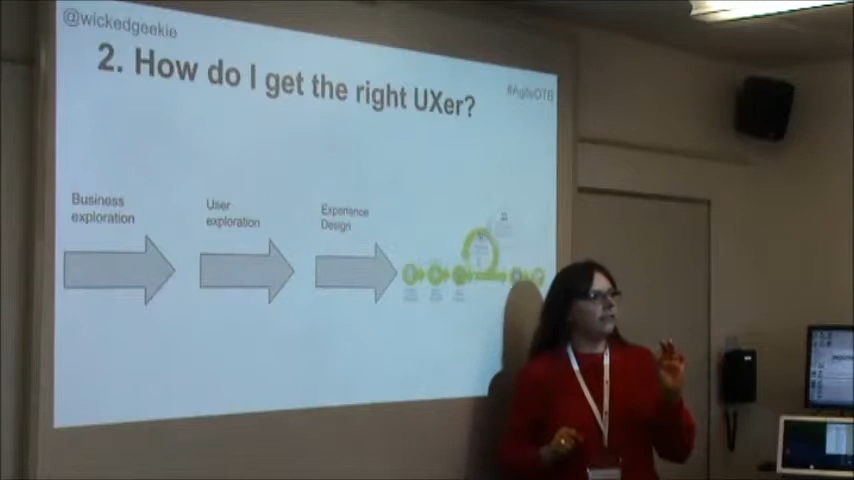 @wickedgeekie
2. How do I get the right UXer?
#AgileOTB
Business
exploration
User
exploration
Experience
Design